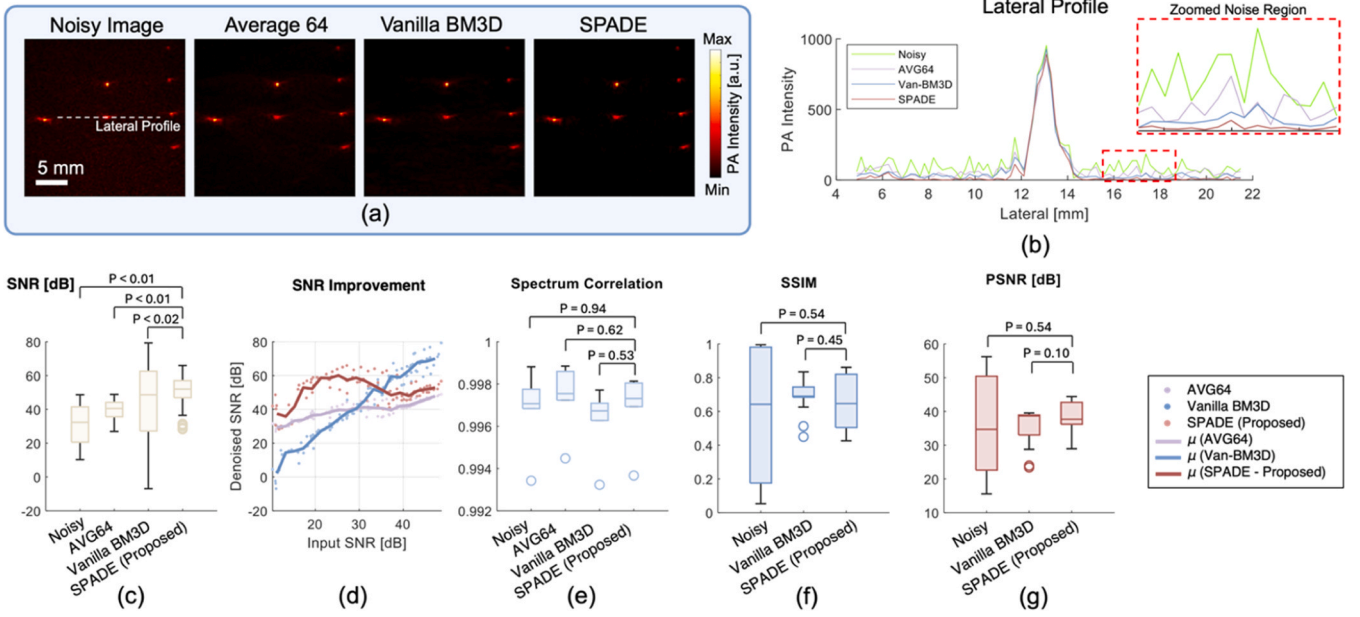 Noisy Image
Average 64
Vanilla BM3D
SPADE
Max
PA Intensity [a.u.]
Min
Lateral Profile
5 mm
(a)
Lateral Profile
Zoomed Noise Region
Noisy
AVG64
Van-BM3D
SPADE
PA Intensity
1000
500
0
4 6 8 10 12 14 16 18 20 22
Lateral [mm]
(b)
SNR [dB]
P < 0.01
P < 0.01
P < 0.02
80
60
40
20
0
-20
Noisy
AVG64
Vanilla BM3D
SPADE (Proposed)
(c)
SNR Improvement
Denoised SNR [dB]
80
60
40
20
0
-20
20 30 40
Input SNR [dB]
(d)
Spectrum Correlation
P = 0.94
P = 0.62
P = 0.53
1
0.998
0.996
0.994
0.992
Noisy
AVG64
Vanilla BM3D
SPADE (Proposed)
(e)
SSIM
P = 0.54
P = 0.45
1
0.8
0.6
0.4
0.2
0
Noisy
Vanilla BM3D
SPADE (Proposed)
(f)
PSNR [dB]
P = 0.54
P = 0.10
60
50
40
30
20
10
Noisy
Vanilla BM3D
SPADE (Proposed)
(g)
AVG64
Vanilla BM3D
SPADE (Proposed)
μ (AVG64)
μ (Van-BM3D)
μ (SPADE - Proposed)